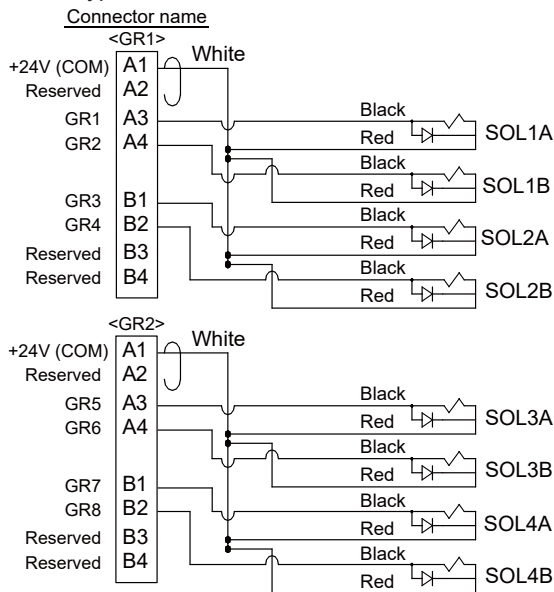 Connector name
<GR1>
White
+24V (COM) A1
Reserved A2
GR1 A3 Black
GR2 A4 Red SOL1A
Black
Red SOL1B
GR3 B1 Black
GR4 B2 Red SOL2A
Reserved B3 Black
Reserved B4 Red SOL2B
<GR2>
White
+24V (COM) A1
Reserved A2
GR5 A3 Black
GR6 A4 Red SOL3A
Black
Red SOL3B
GR7 B1 Black
GR8 B2 Red SOL4A
Reserved B3 Black
Reserved B4 Red SOL4B